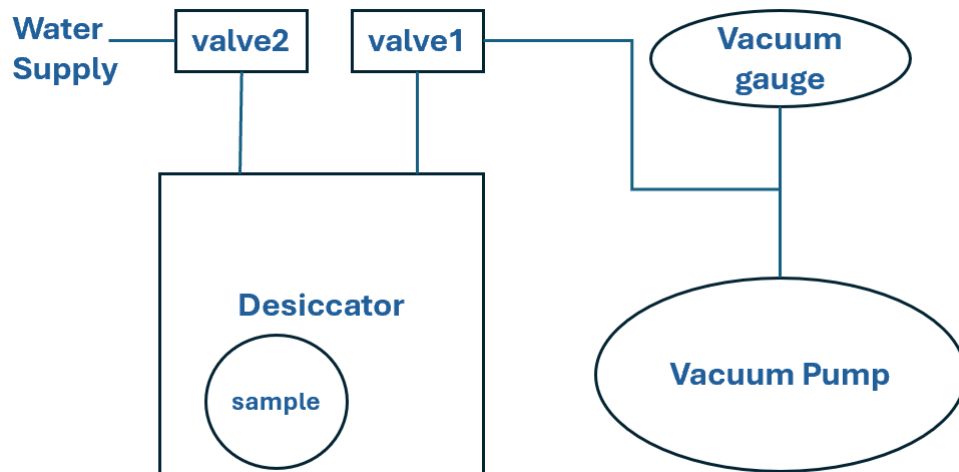 Water
Supply
valve2
valve1
Vacuum
gauge
Desiccator
sample
Vacuum Pump